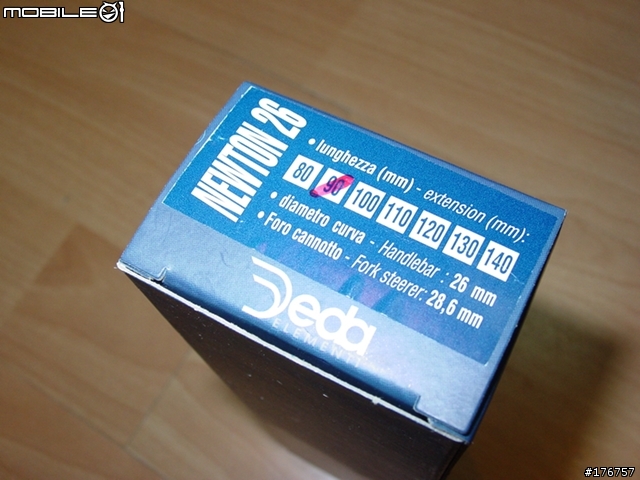 MOBILE01
NEWTON 26
• lunghezza (mm) - extension (mm):
80 90 100 110 120 130 140
• diametro curva - Handlebar : 26 mm
• Foro cannotto - Fork steerer: 28,6 mm
Deda
ELEMENTI
#176757